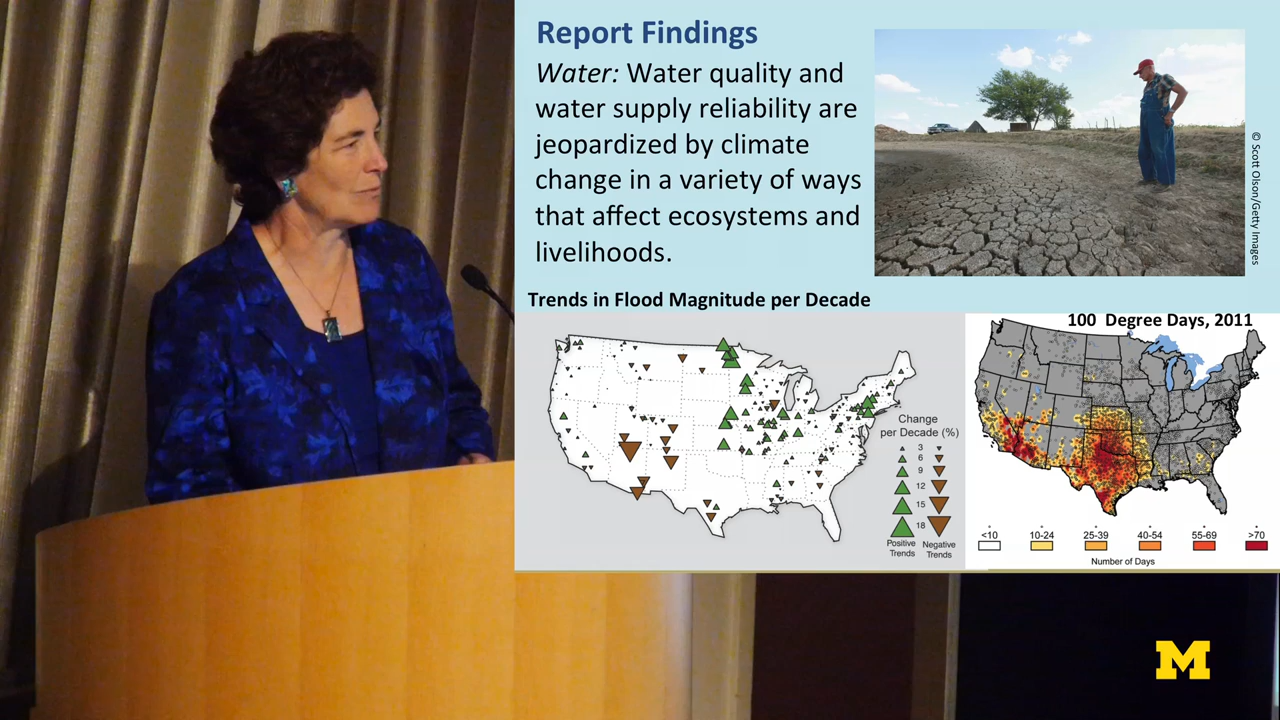 Report Findings
Water: Water quality and
water supply reliability are
jeopardized by climate
change in a variety of ways
that affect ecosystems and
livelihoods.
© Scott Olson/Getty Images
Trends in Flood Magnitude per Decade
Change
per Decade (%)
3
6
9
12
15
18
Positive
Trends
Negative
Trends
100 Degree Days, 2011
<10 10-24 25-39 40-54 55-69 >70
Number of Days
M